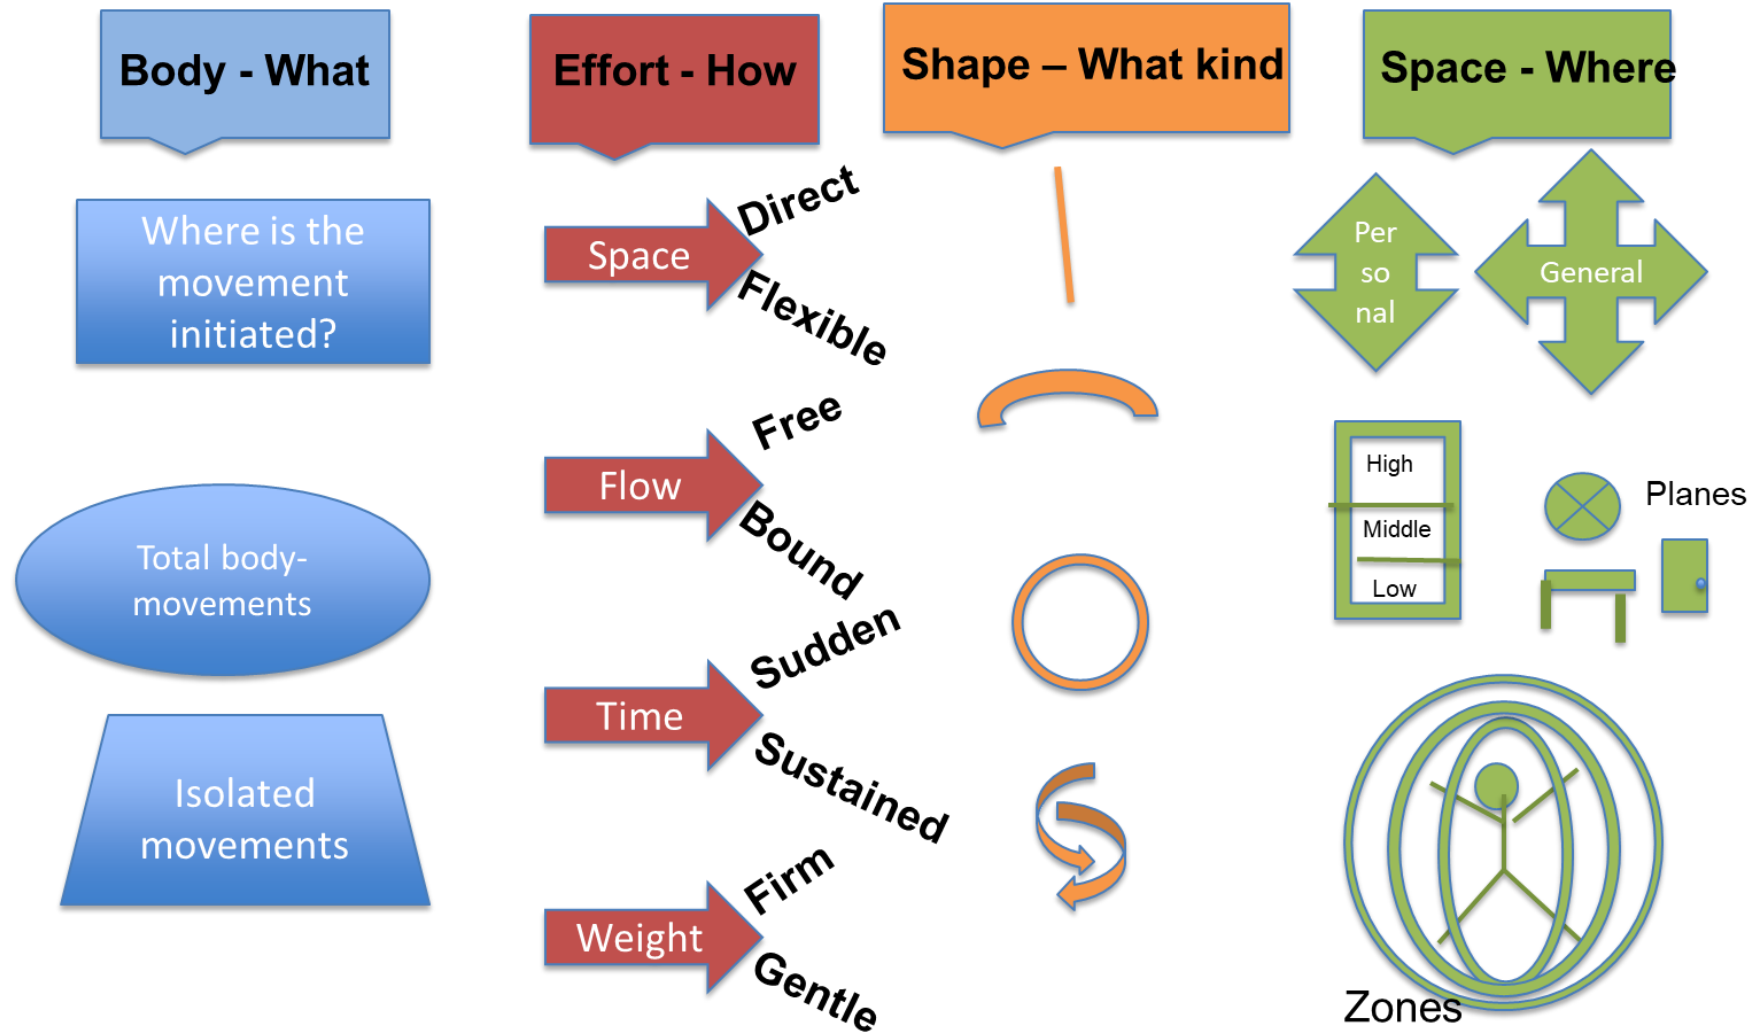 Body - What
Where is the
movement
initiated?
Total body-
movements
Isolated
movements
Effort - How
Space
Direct
Flexible
Flow
Free
Bound
Time
Sudden
Sustained
Weight
Firm
Gentle
Shape – What kind
Space - Where
Per
so
nal
General
High
Middle
Low
Planes
Zones